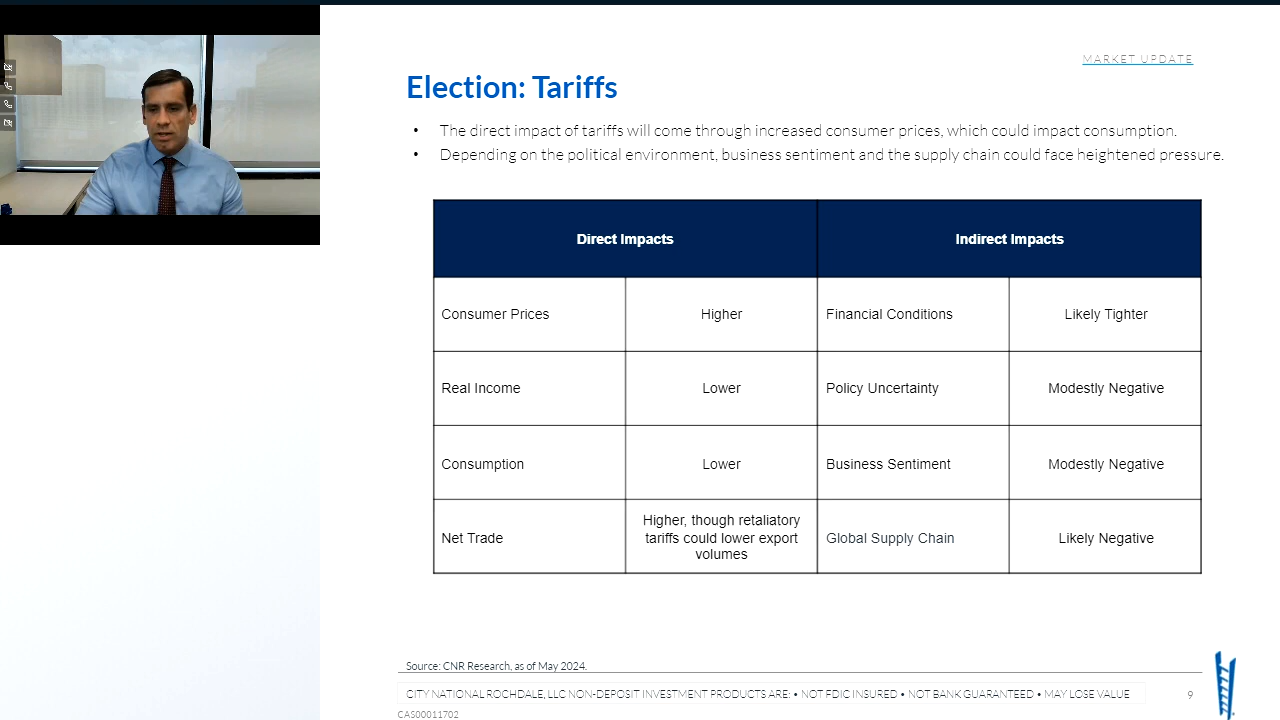 MARKET UPDATE
Election: Tariffs
• The direct impact of tariffs will come through increased consumer prices, which could impact consumption.
• Depending on the political environment, business sentiment and the supply chain could face heightened pressure.
Direct Impacts Indirect Impacts
Consumer Prices Higher Financial Conditions Likely Tighter
Real Income Lower Policy Uncertainty Modestly Negative
Consumption Lower Business Sentiment Modestly Negative
Net Trade
Higher, though retaliatory
tariffs could lower export
volumes
Global Supply Chain Likely Negative
Source: CNR Research, as of May 2024.
CITY NATIONAL ROCHDALE, LLC NON-DEPOSIT INVESTMENT PRODUCTS ARE: • NOT FDIC INSURED • NOT BANK GUARANTEED • MAY LOSE VALUE
9
CAS00011702